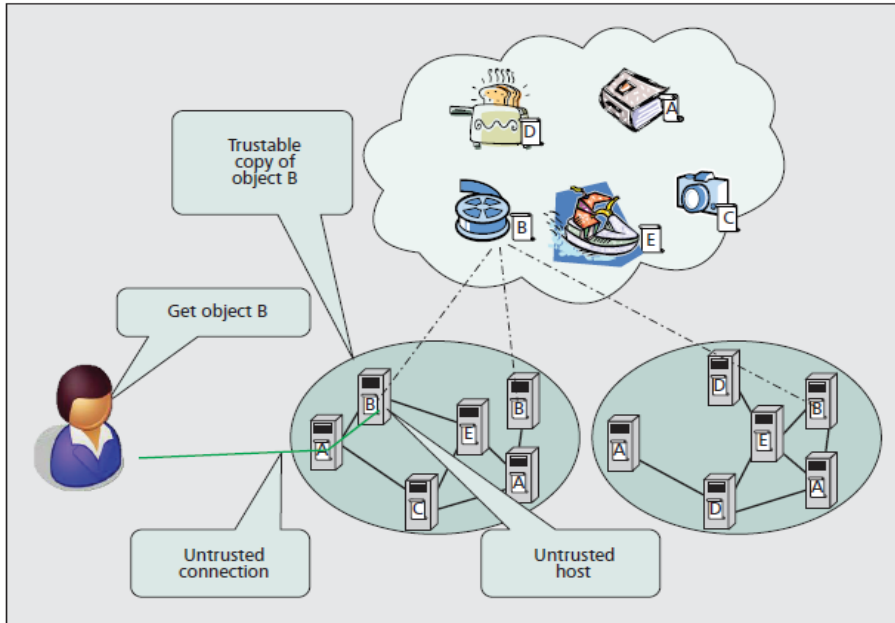 D
A
Trustable
copy of
object B
B
E
C
Get object B
B
B
E
A
A
C
D
B
E
A
A
D
Untrusted
connection
Untrusted
host